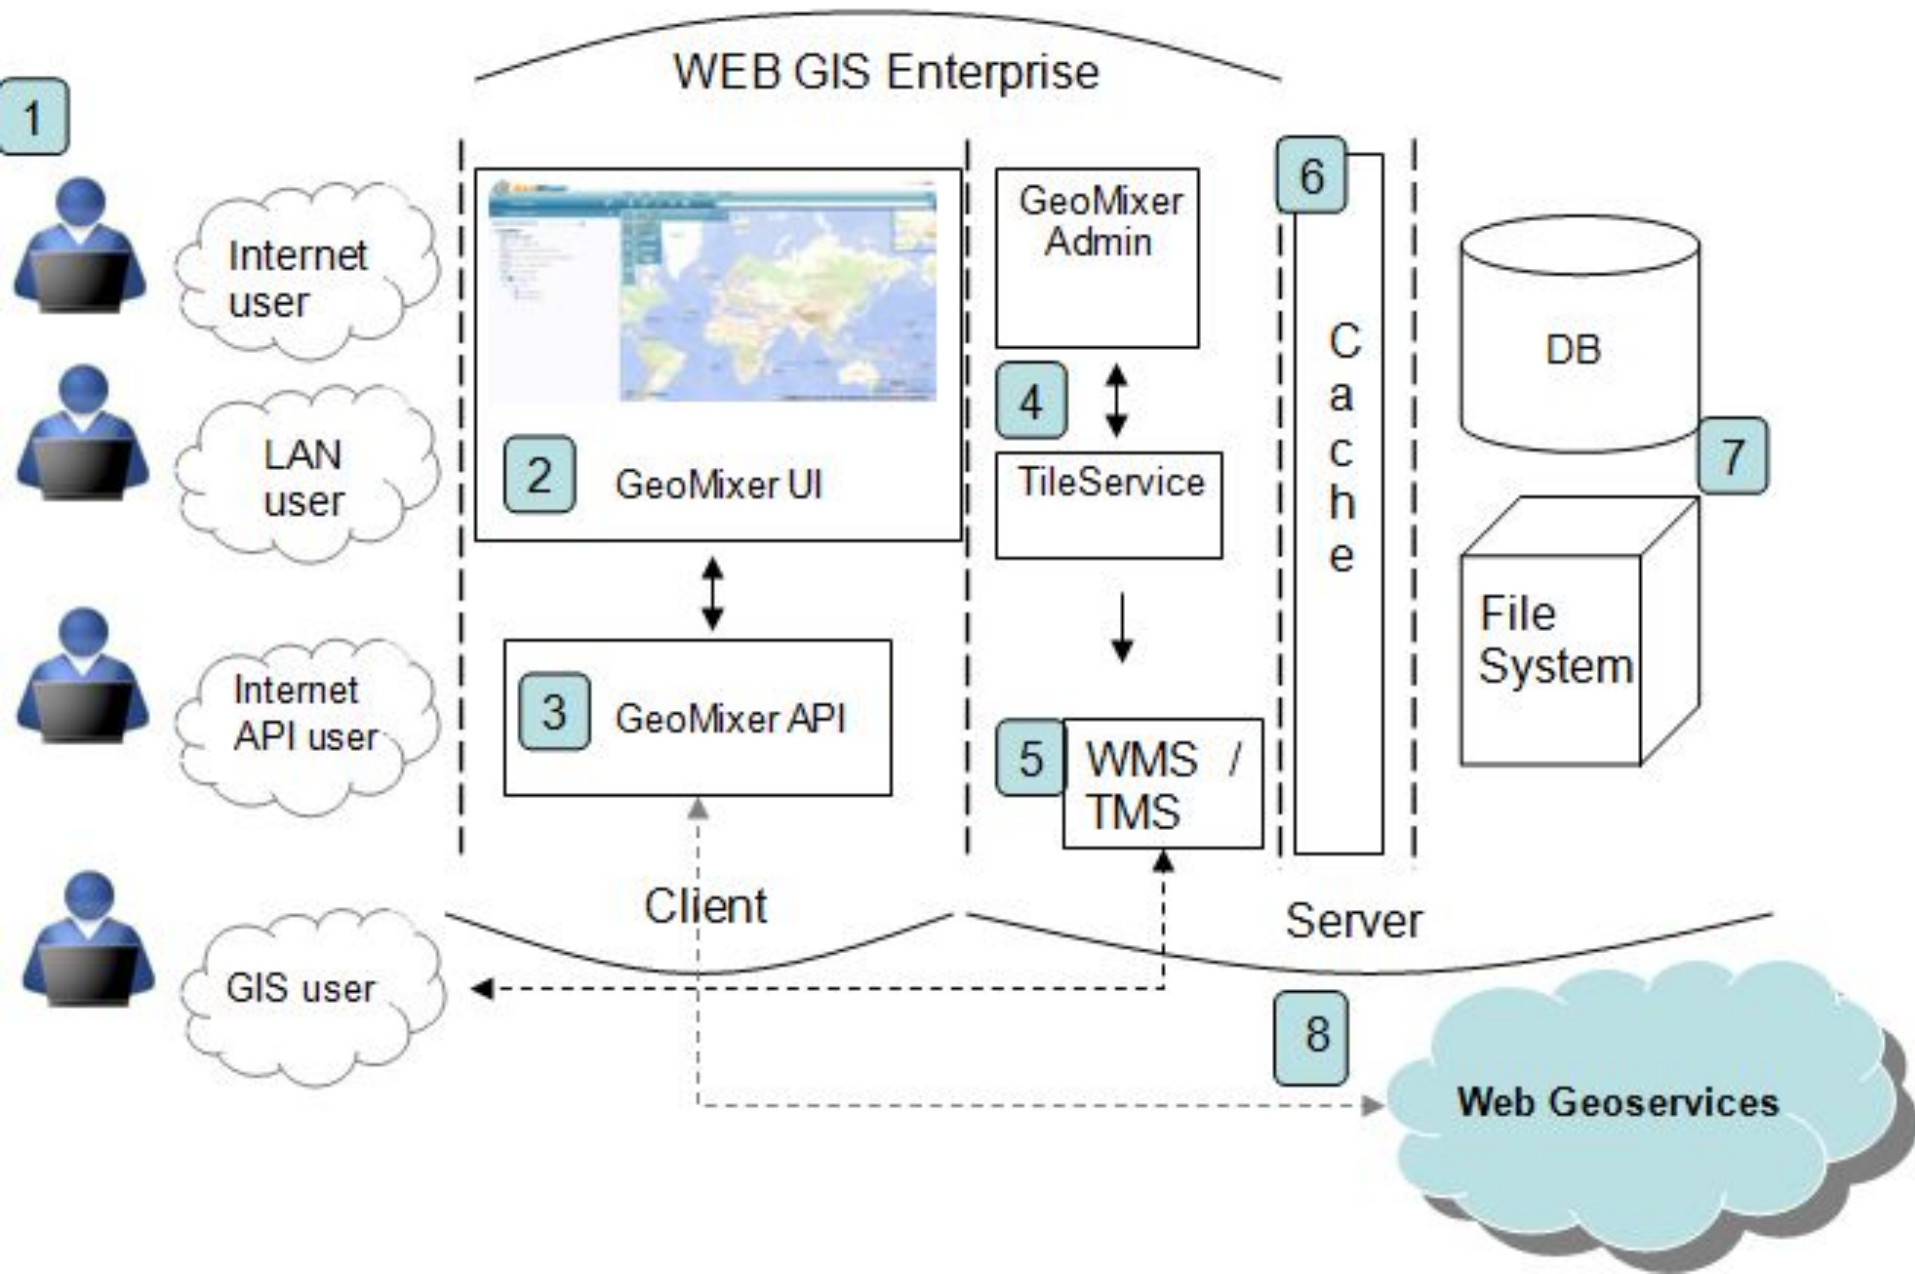 WEB GIS Enterprise
1
Internet
user
LAN
user
Internet
API user
GIS user
2
GeoMixer UI
3
GeoMixer API
Client
GeoMixer
Admin
4
TileService
5
WMS /
TMS
6
C
a
c
h
e
DB
7
File
System
Server
8
Web Geoservices